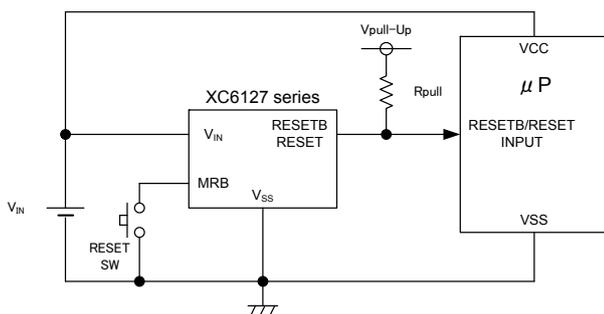 Vpull-Up
VCC
μP
Rpull
XC6127 series
VIN
RESETB
RESET
RESETB/RESET
INPUT
MRB
VSS
VIN
RESET
SW
VSS